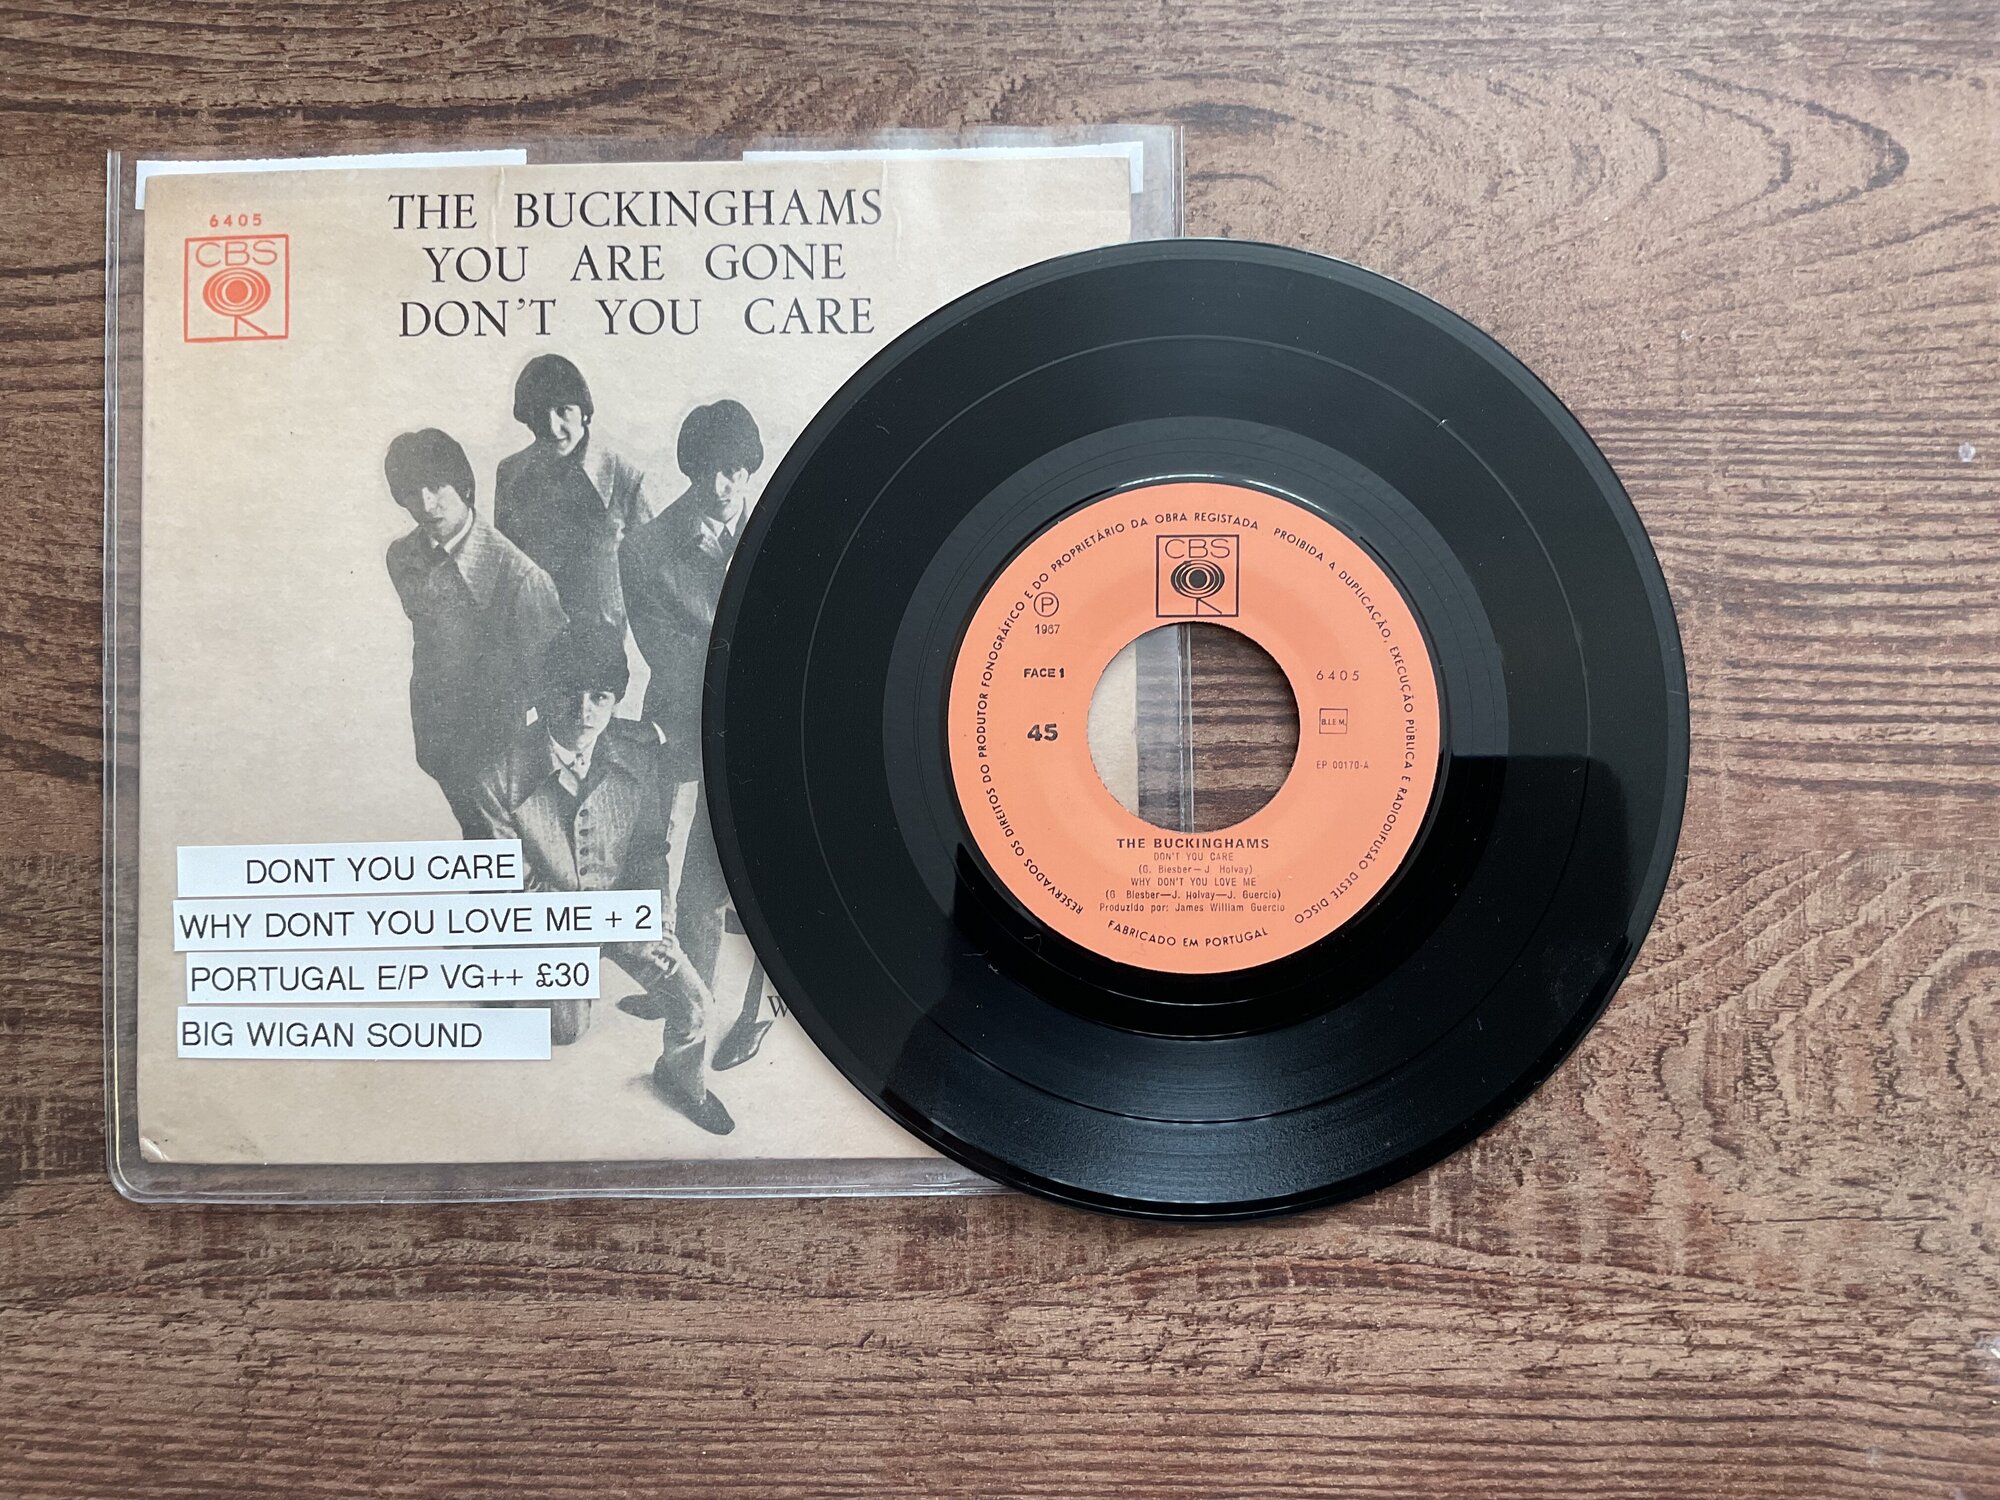 6405
CBS
THE BUCKINGHAMS
YOU ARE GONE
DON'T YOU CARE
DONT YOU CARE
WHY DONT YOU LOVE ME + 2
PORTUGAL E/P VG++ £30
BIG WIGAN SOUND
W
RESERVADOS OS DIREITOS DO PRODUTOR FONOGRÁFICO E DO PROPRIETÁRIO DA OBRA REGISTADA PROIBIDA A DUPLICAÇÃO, EXECUÇÃO PÚBLICA E RADIODIFUSÃO DESTE DISCO
CBS
P
1967
FACE 1
6405
45
B.I.E M.
EP 00170-A
THE BUCKINGHAMS
DON'T YOU CARE
(G. Biesber—J. Holvay)
WHY DON'T YOU LOVE ME
(G Biesber—J. Holvay—J. Guercio)
Produzido por: James William Guercio
FABRICADO EM PORTUGAL